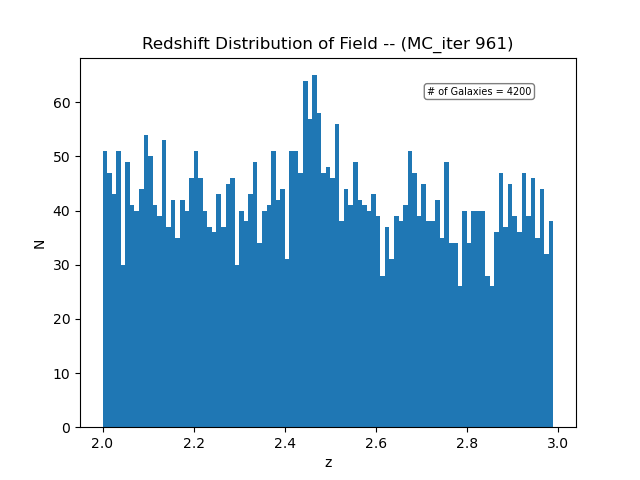 Redshift Distribution of Field -- (MC_iter 961)
# of Galaxies = 4200
60
50
40
30
20
10
0
N
2.0 2.2 2.4 2.6 2.8 3.0
z